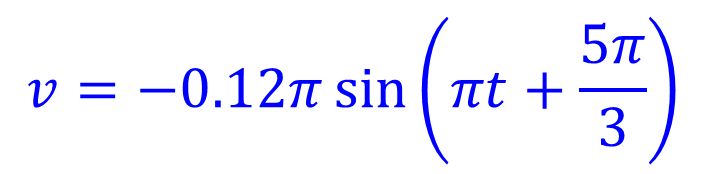 v = −0.12π sin(πt + 5π/3)